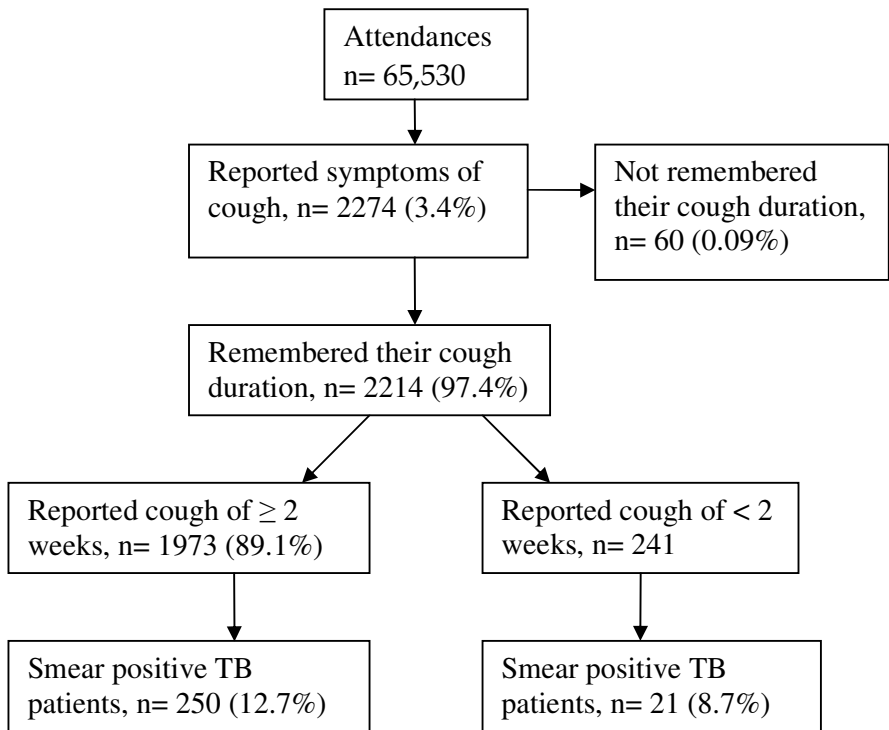 Attendances
n= 65,530
Reported symptoms of
cough, n= 2274 (3.4%)
Not remembered
their cough duration,
n= 60 (0.09%)
Remembered their cough
duration, n= 2214 (97.4%)
Reported cough of ≥ 2
weeks, n= 1973 (89.1%)
Reported cough of < 2
weeks, n= 241
Smear positive TB
patients, n= 250 (12.7%)
Smear positive TB
patients, n= 21 (8.7%)